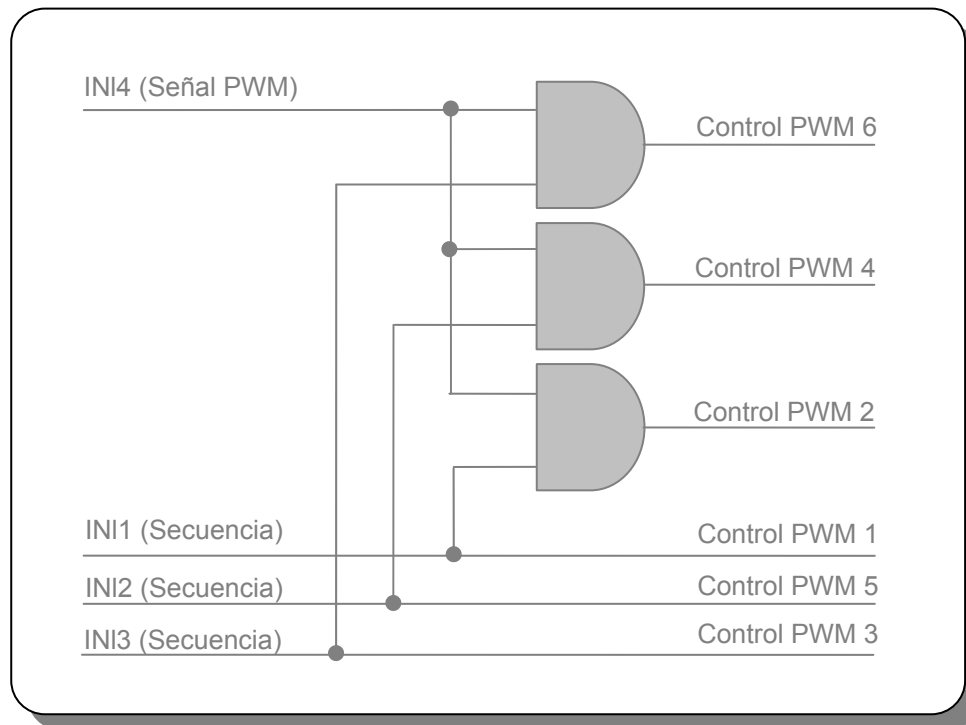 INI4 (Señal PWM)
Control PWM 6
Control PWM 4
Control PWM 2
INI1 (Secuencia)
Control PWM 1
INI2 (Secuencia)
Control PWM 5
INI3 (Secuencia)
Control PWM 3